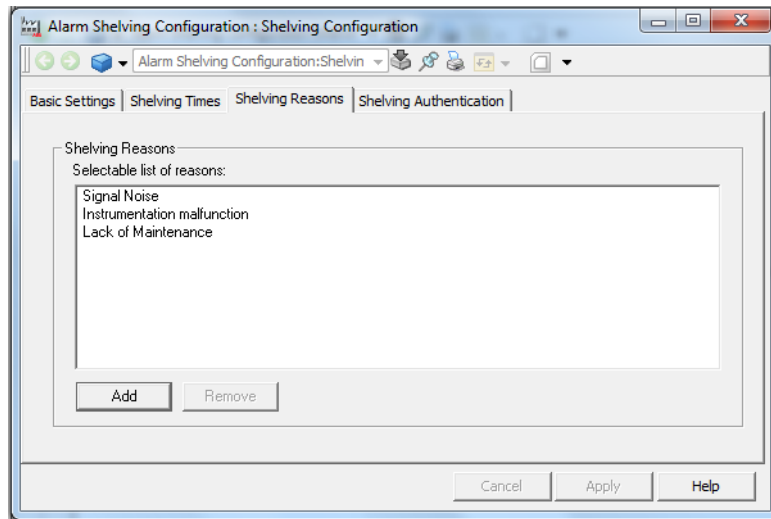 Alarm Shelving Configuration : Shelving Configuration
Alarm Shelving Configuration:Shelvin
Basic Settings Shelving Times Shelving Reasons Shelving Authentication
Shelving Reasons
Selectable list of reasons:
Signal Noise
Instrumentation malfunction
Lack of Maintenance
Add Remove
Cancel Apply Help